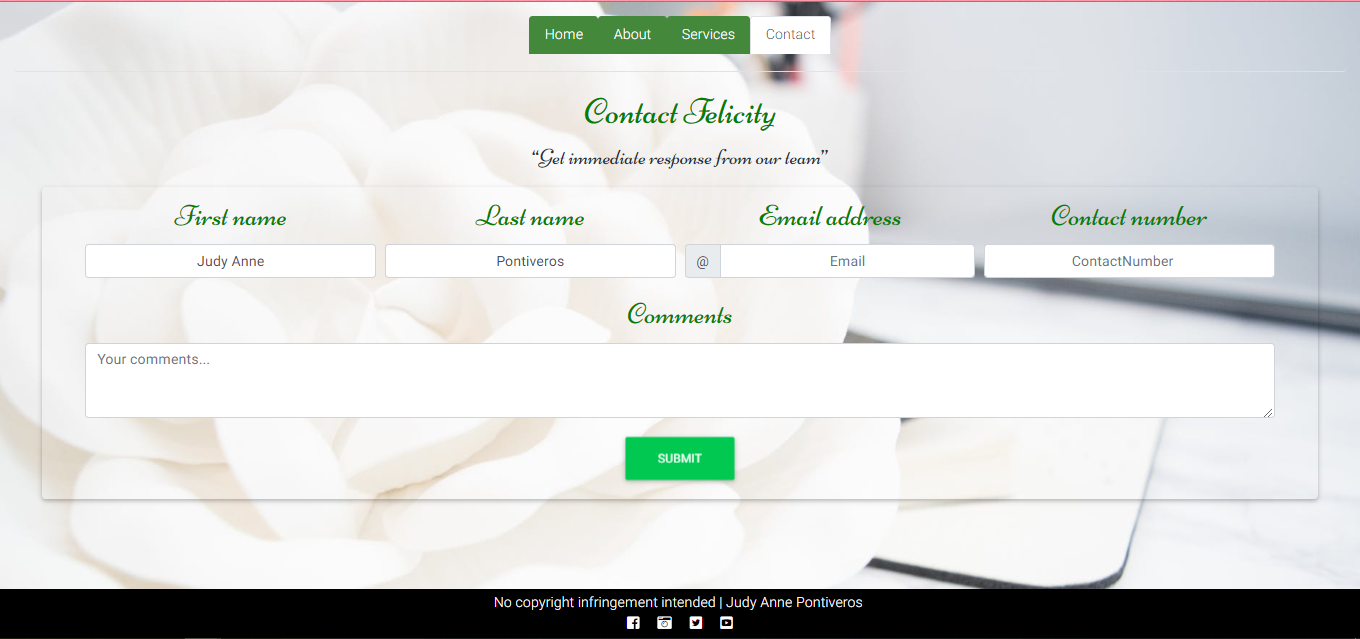 Home About Services Contact
Contact Felicity
“Get immediate response from our team”
First name Last name Email address Contact number
Judy Anne Pontiveros @ Email ContactNumber
Comments
Your comments...
SUBMIT
No copyright infringement intended | Judy Anne Pontiveros